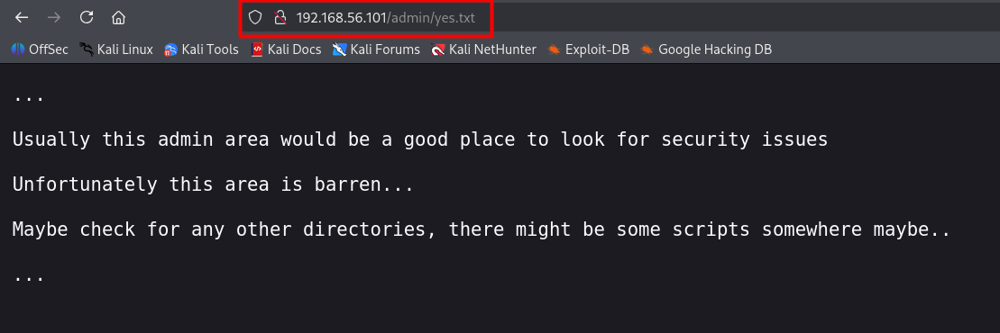 192.168.56.101/admin/yes.txt
OffSec Kali Linux Kali Tools Kali Docs Kali Forums Kali NetHunter Exploit-DB Google Hacking DB
...
Usually this admin area would be a good place to look for security issues
Unfortunately this area is barren...
Maybe check for any other directories, there might be some scripts somewhere maybe..
...